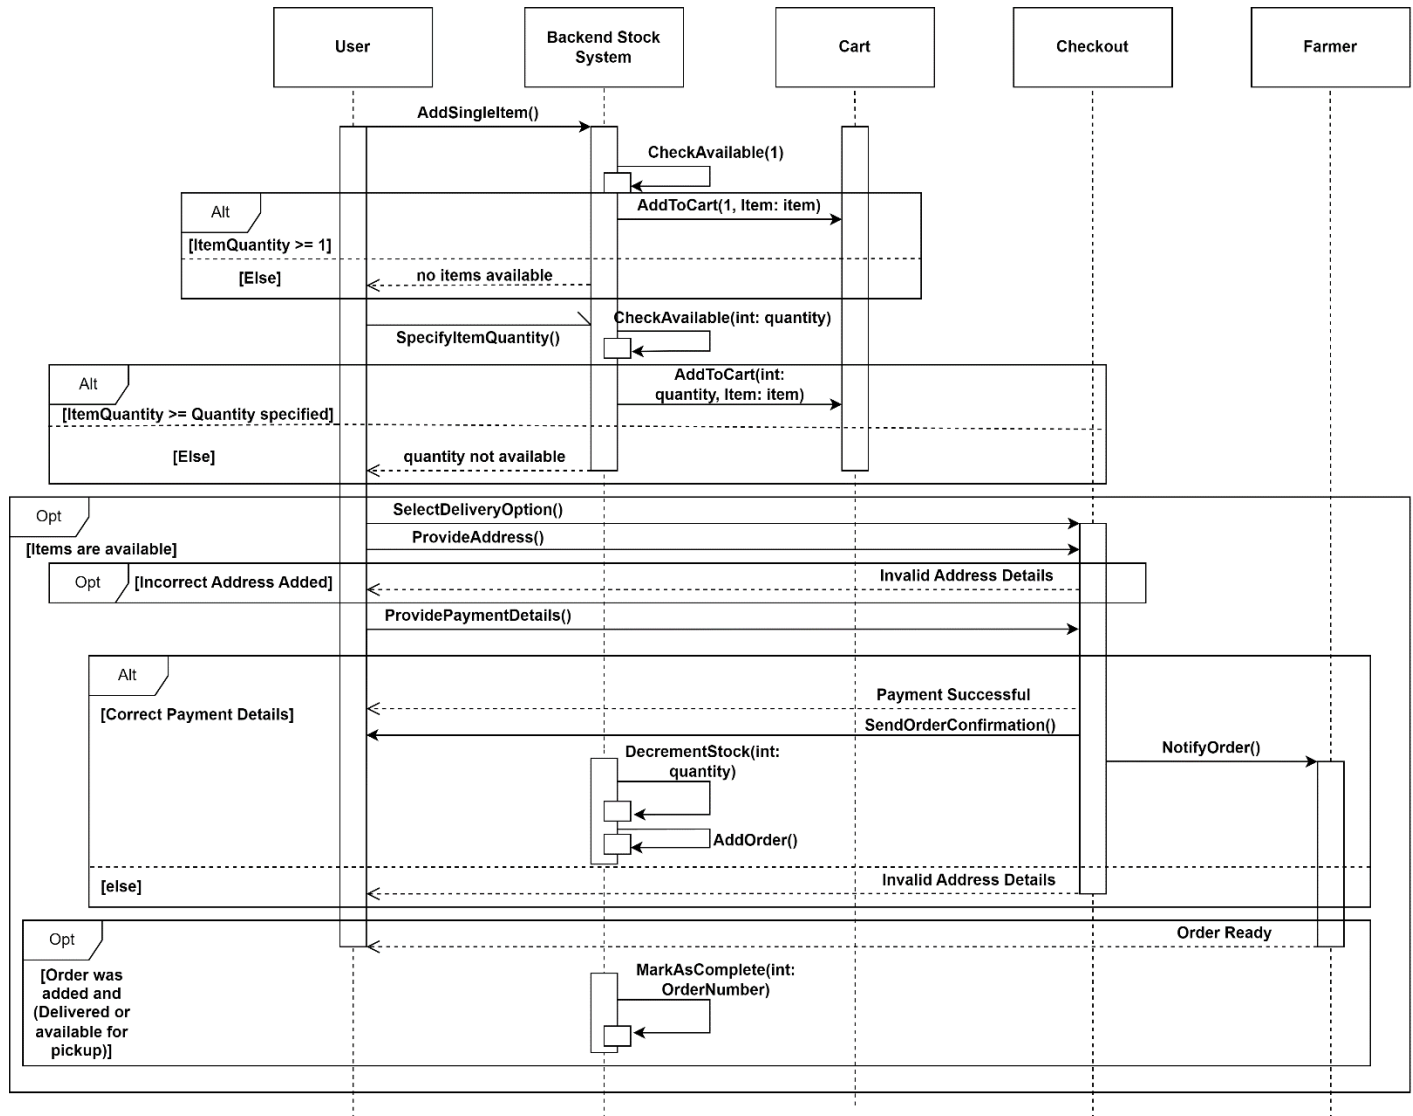 User
Backend Stock
System
Cart
Checkout
Farmer
AddSingleItem()
CheckAvailable(1)
Alt
AddToCart(1, Item: item)
[ItemQuantity >= 1]
[Else]
no items available
CheckAvailable(int: quantity)
SpecifyItemQuantity()
Alt
AddToCart(int:
quantity, Item: item)
[ItemQuantity >= Quantity specified]
[Else]
quantity not available
Opt
SelectDeliveryOption()
[Items are available]
ProvideAddress()
Opt
[Incorrect Address Added]
Invalid Address Details
ProvidePaymentDetails()
Alt
Payment Successful
[Correct Payment Details]
SendOrderConfirmation()
NotifyOrder()
DecrementStock(int:
quantity)
AddOrder()
[else]
Invalid Address Details
Opt
Order Ready
[Order was
added and
(Delivered or
available for
pickup)]
MarkAsComplete(int:
OrderNumber)